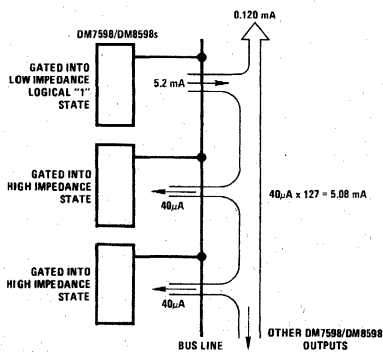 0.120 mA
DM7598/DM8598s
GATED INTO
LOW IMPEDANCE
LOGICAL "1"
STATE
5.2 mA
GATED INTO
HIGH IMPEDANCE
STATE
40μA
40μA x 127 = 5.08 mA
GATED INTO
HIGH IMPEDANCE
STATE
40μA
BUS LINE
OTHER DM7598/DM8598
OUTPUTS